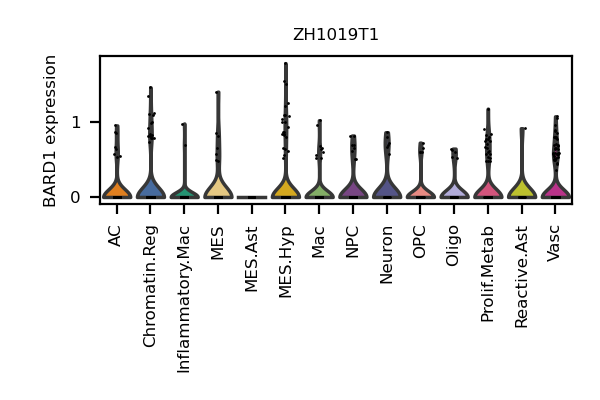 ZH1019T1
BARD1 expression
1
0
AC
Chromatin.Reg
Inflammatory.Mac
MES
MES.Ast
MES.Hyp
Mac
NPC
Neuron
OPC
Oligo
Prolif.Metab
Reactive.Ast
Vasc